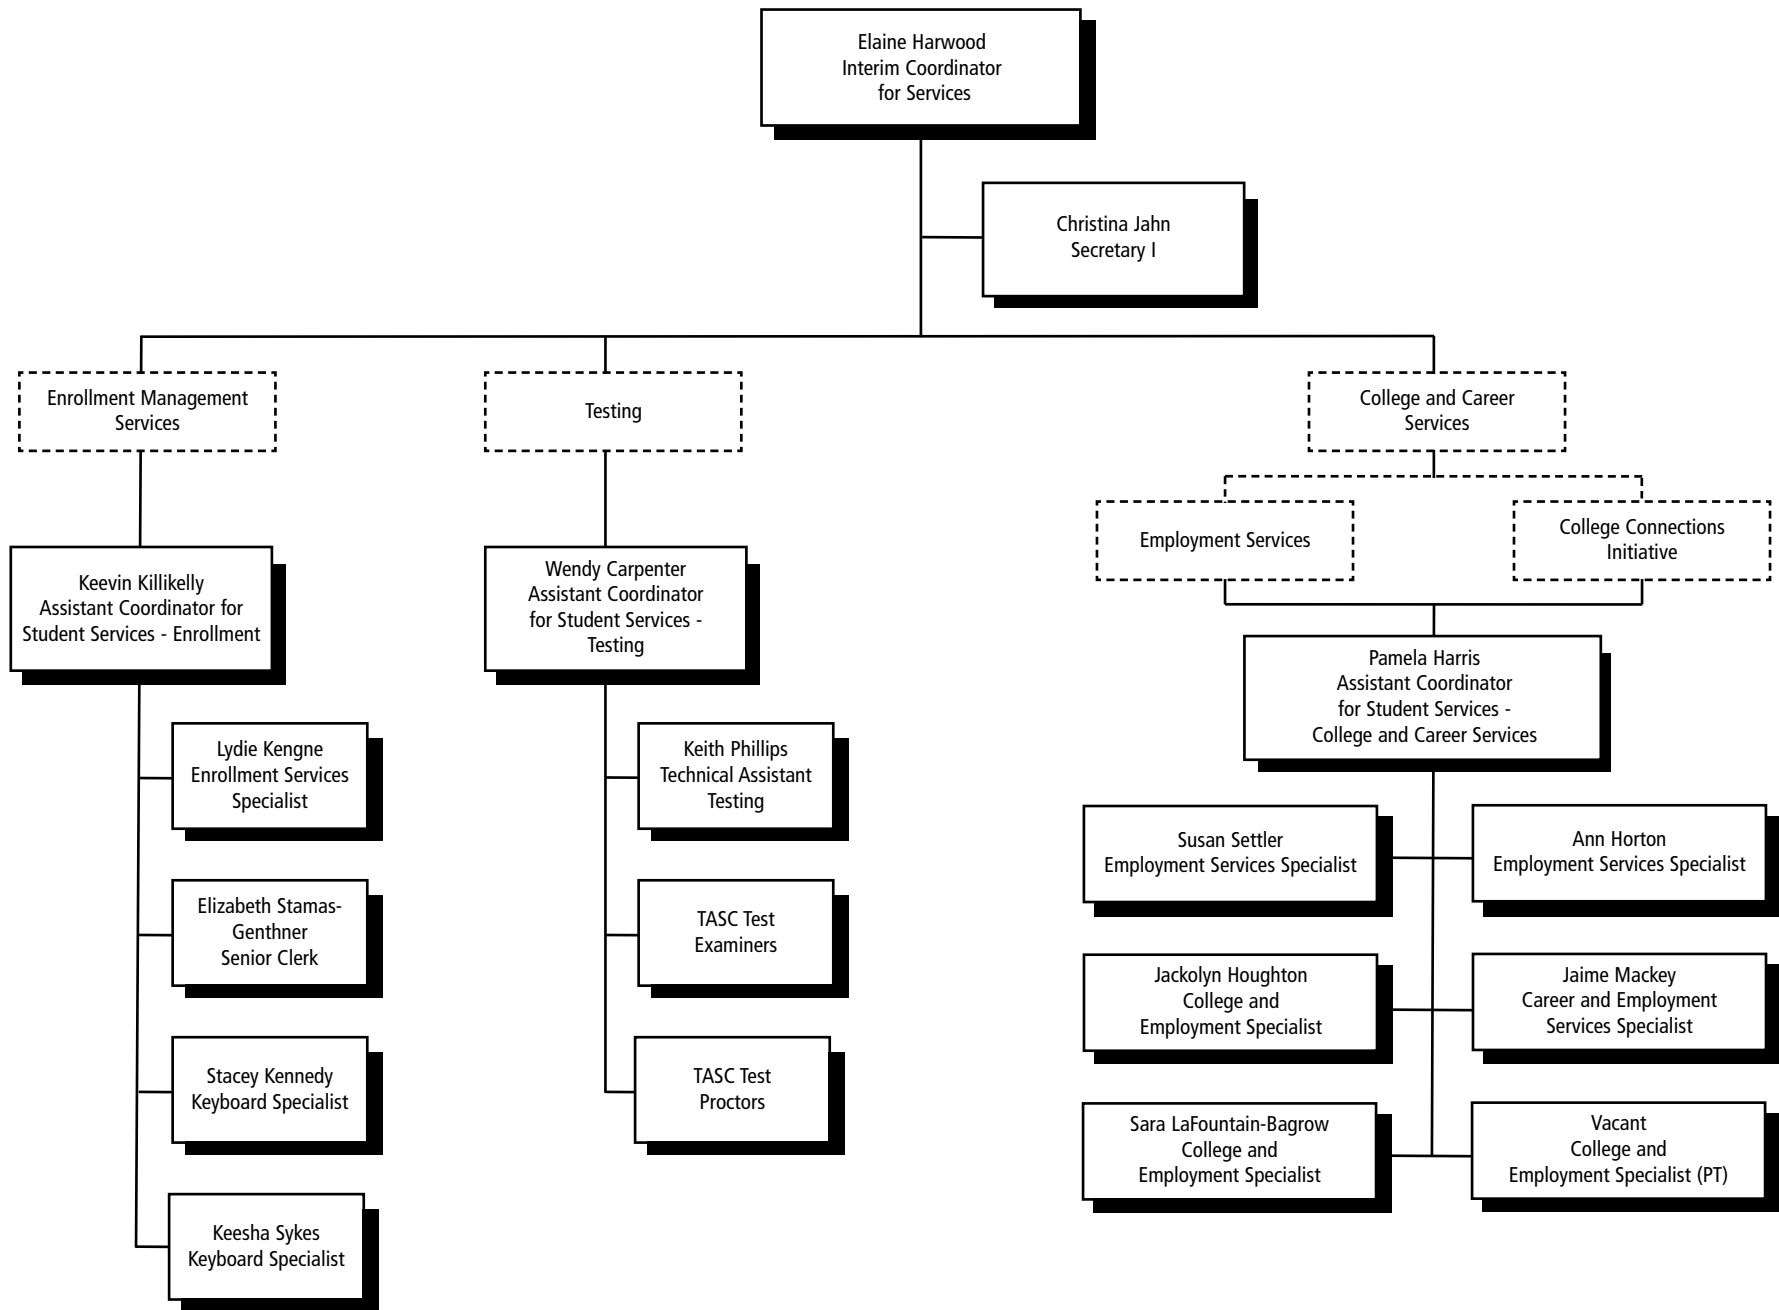 Elaine Harwood
Interim Coordinator
for Services
Christina Jahn
Secretary I
Enrollment Management
Services
Testing
College and Career
Services
Employment Services
College Connections
Initiative
Keevin Killikelly
Assistant Coordinator for
Student Services - Enrollment
Wendy Carpenter
Assistant Coordinator
for Student Services -
Testing
Pamela Harris
Assistant Coordinator
for Student Services -
College and Career Services
Lydie Kengne
Enrollment Services
Specialist
Elizabeth Stamas-
Genthner
Senior Clerk
Stacey Kennedy
Keyboard Specialist
Keesha Sykes
Keyboard Specialist
Keith Phillips
Technical Assistant
Testing
TASC Test
Examiners
TASC Test
Proctors
Susan Settler
Employment Services Specialist
Ann Horton
Employment Services Specialist
Jackolyn Houghton
College and
Employment Specialist
Jaime Mackey
Career and Employment
Services Specialist
Sara LaFountain-Bagrow
College and
Employment Specialist
Vacant
College and
Employment Specialist (PT)